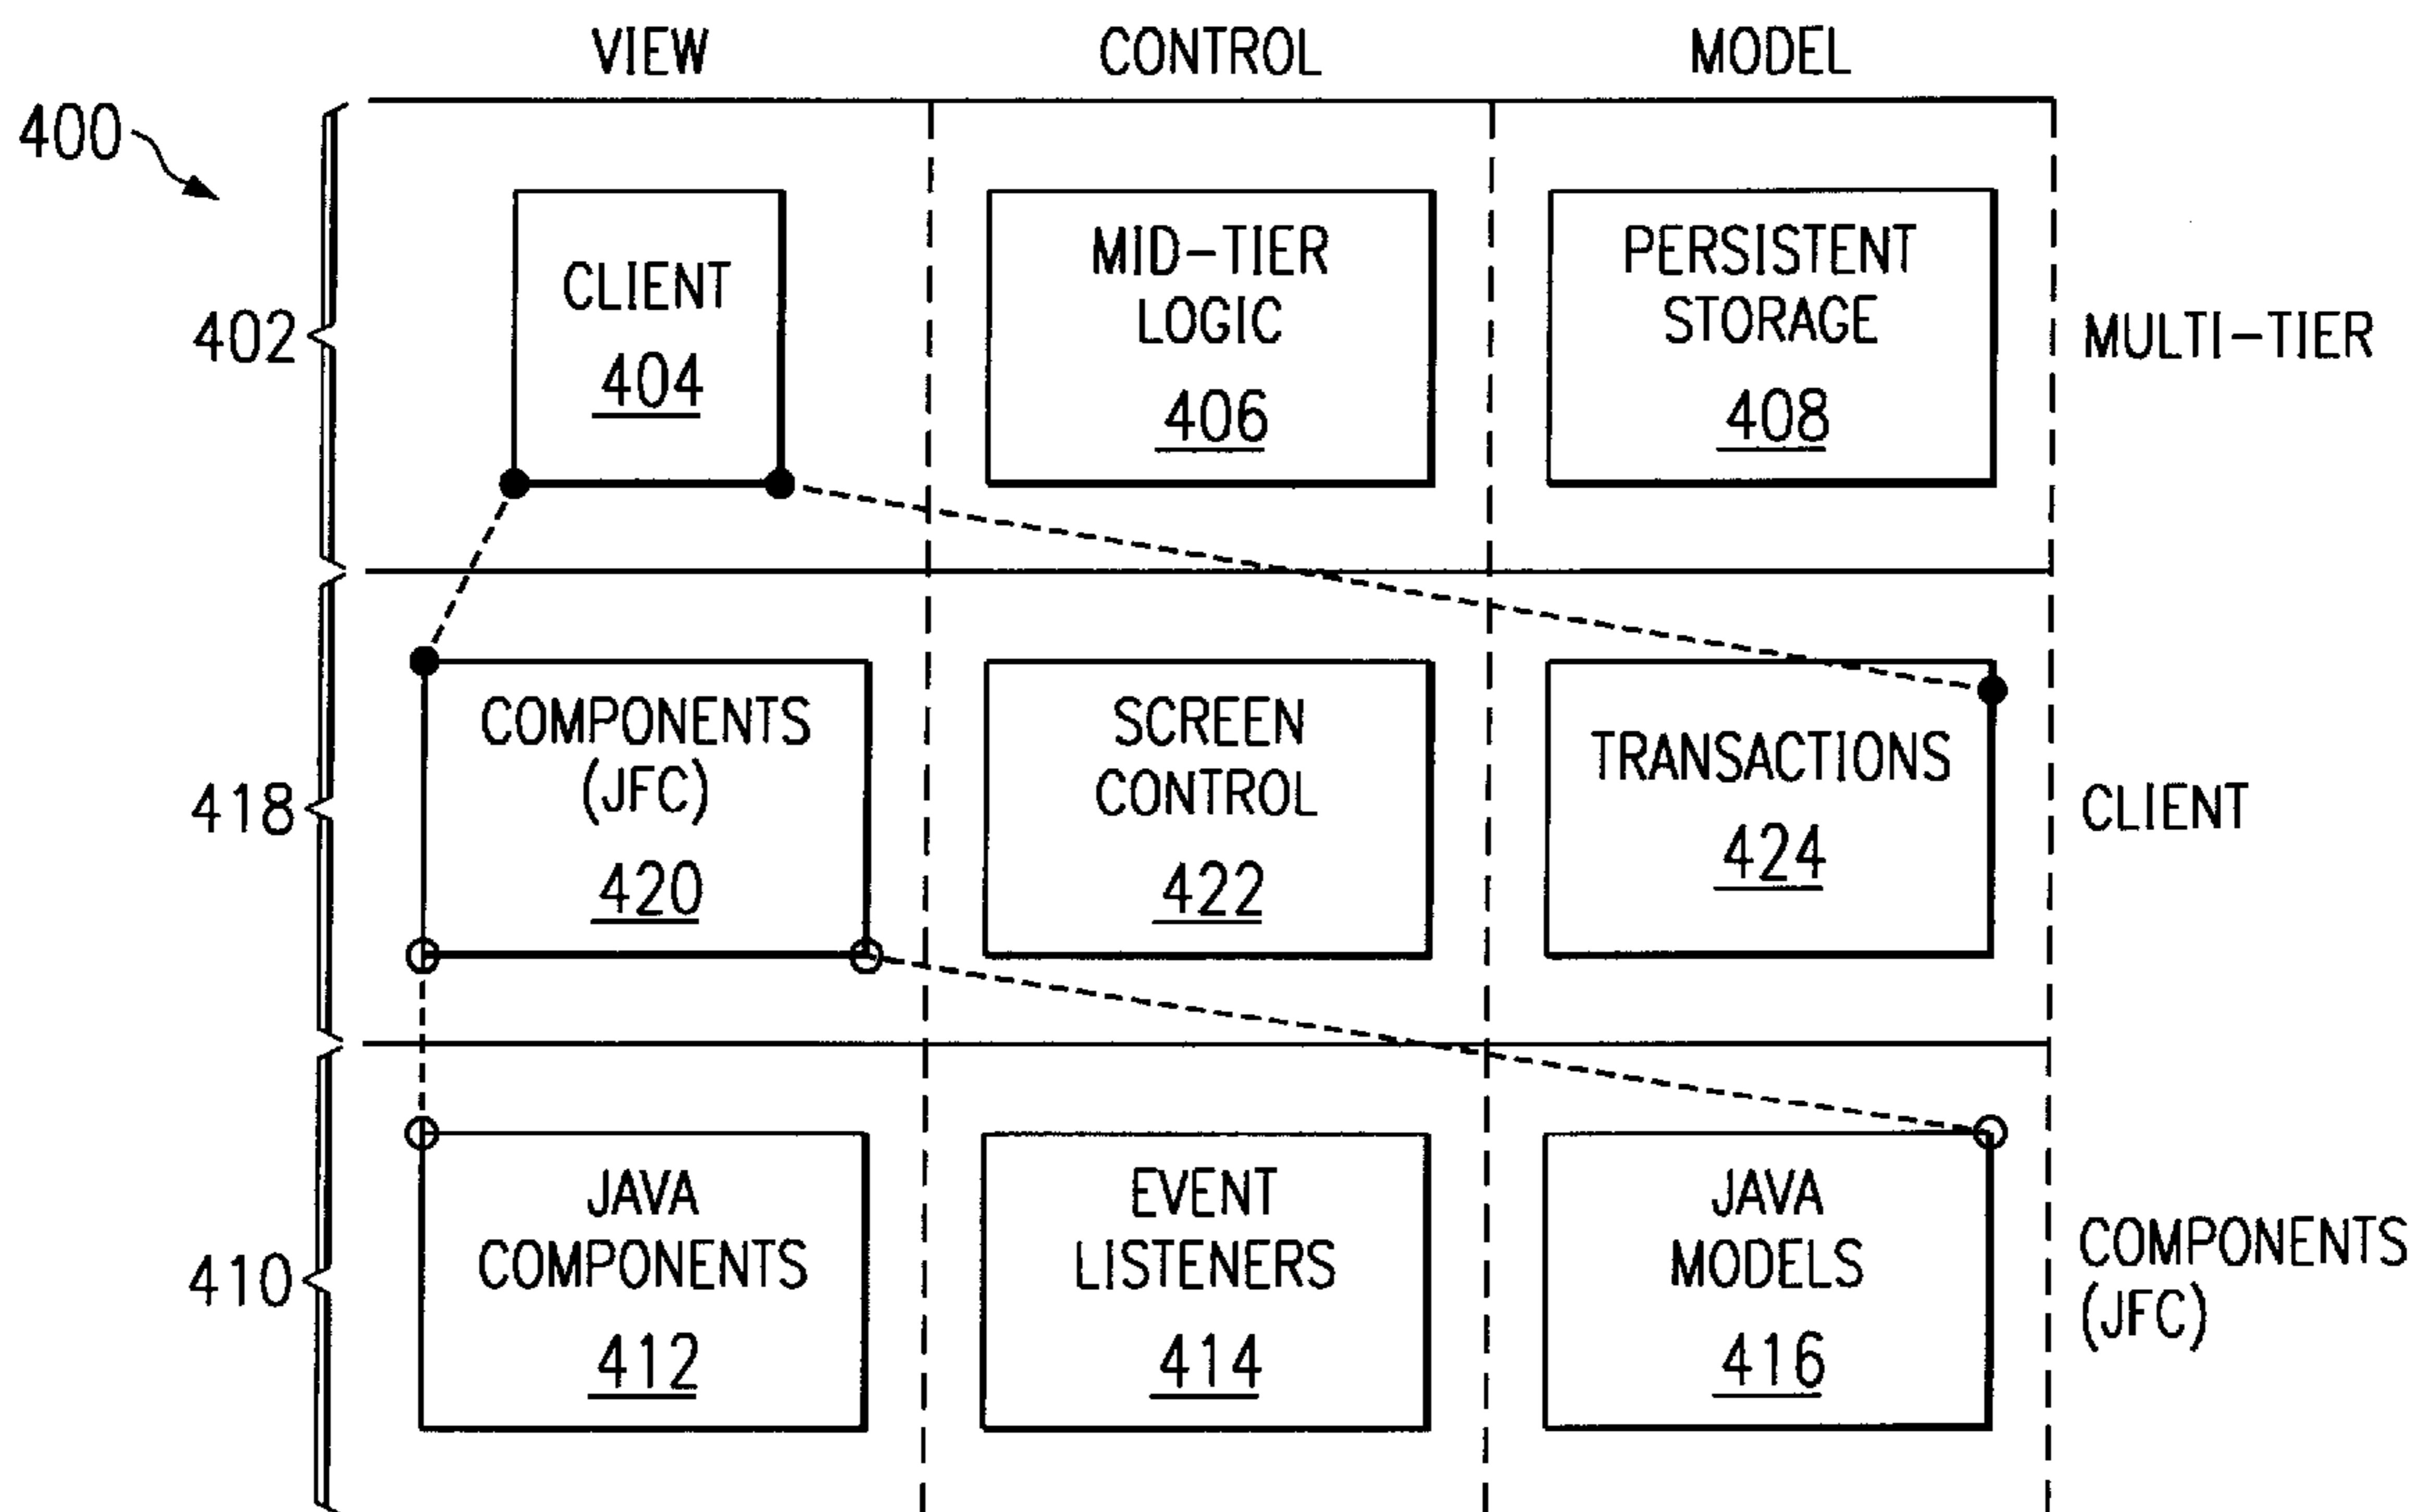 VIEW CONTROL MODEL
400
CLIENT
404
MID-TIER
LOGIC
406
PERSISTENT
STORAGE
408
402
MULTI-TIER
COMPONENTS
(JFC)
420
SCREEN
CONTROL
422
TRANSACTIONS
424
418
CLIENT
JAVA
COMPONENTS
412
EVENT
LISTENERS
414
JAVA
MODELS
416
410
COMPONENTS
(JFC)